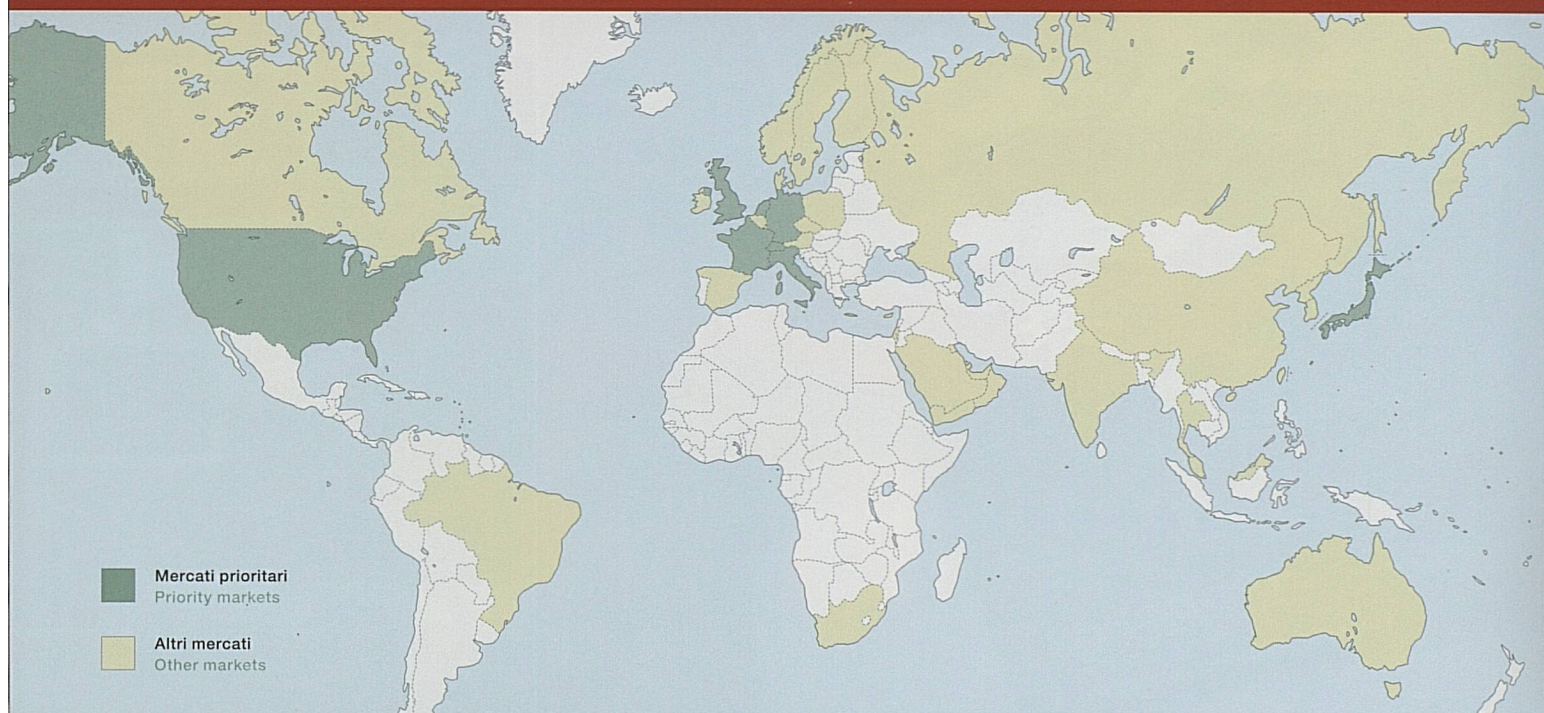 Mercati prioritari
Priority markets
Altri mercati
Other markets